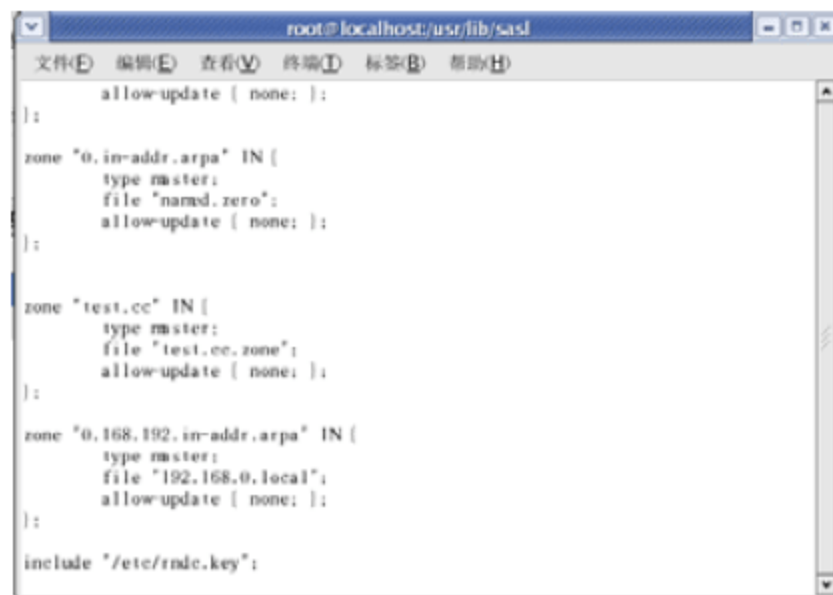 root@localhost:/usr/lib/sasl
文件(F) 编辑(E) 查看(V) 终端(T) 标签(B) 帮助(H)
allow-update { none; };
};
zone "0.in-addr.arpa" IN {
type master;
file "named.zero";
allow-update { none; };
};
zone "test.cc" IN {
type master;
file "test.cc.zone";
allow-update { none; };
};
zone "0.168.192.in-addr.arpa" IN {
type master;
file "192.168.0.local";
allow-update { none; };
};
include "/etc/rndc.key";